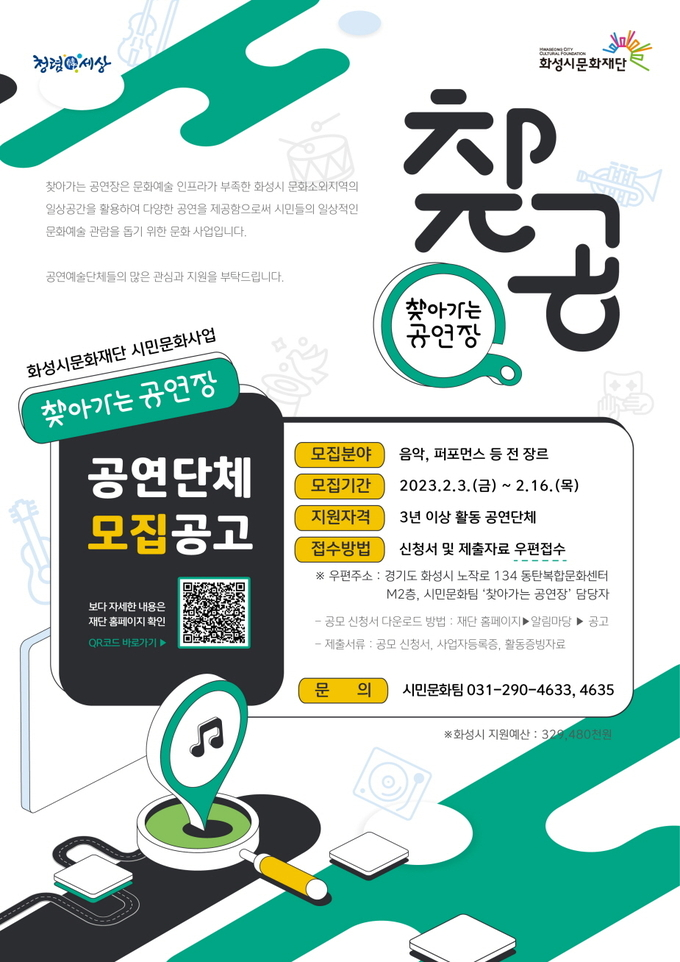 청렴세상
HWASEONG CITY
CULTURAL FOUNDATION
화성시문화재단
찾공
찾아가는 공연장은 문화예술 인프라가 부족한 화성시 문화소외지역의
일상공간을 활용하여 다양한 공연을 제공함으로써 시민들의 일상적인
문화예술 관람을 돕기 위한 문화 사업입니다.
공연예술단체들의 많은 관심과 지원을 부탁드립니다.
찾아가는
공연장
화성시문화재단 시민문화사업
찾아가는 공연장
공연단체
모집공고
보다 자세한 내용은
재단 홈페이지 확인
QR코드 바로가기 ▶
모집분야 음악, 퍼포먼스 등 전 장르
모집기간 2023.2.3.(금) ~ 2.16.(목)
지원자격 3년 이상 활동 공연단체
접수방법 신청서 및 제출자료 우편접수
※ 우편주소 : 경기도 화성시 노작로 134 동탄복합문화센터
M2층, 시민문화팀 '찾아가는 공연장' 담당자
- 공모 신청서 다운로드 방법 : 재단 홈페이지▶알림마당 ▶ 공고
- 제출서류 : 공모 신청서, 사업자등록증, 활동증빙자료
문 의 시민문화팀 031-290-4633, 4635
※화성시 지원예산 : 329,480천원